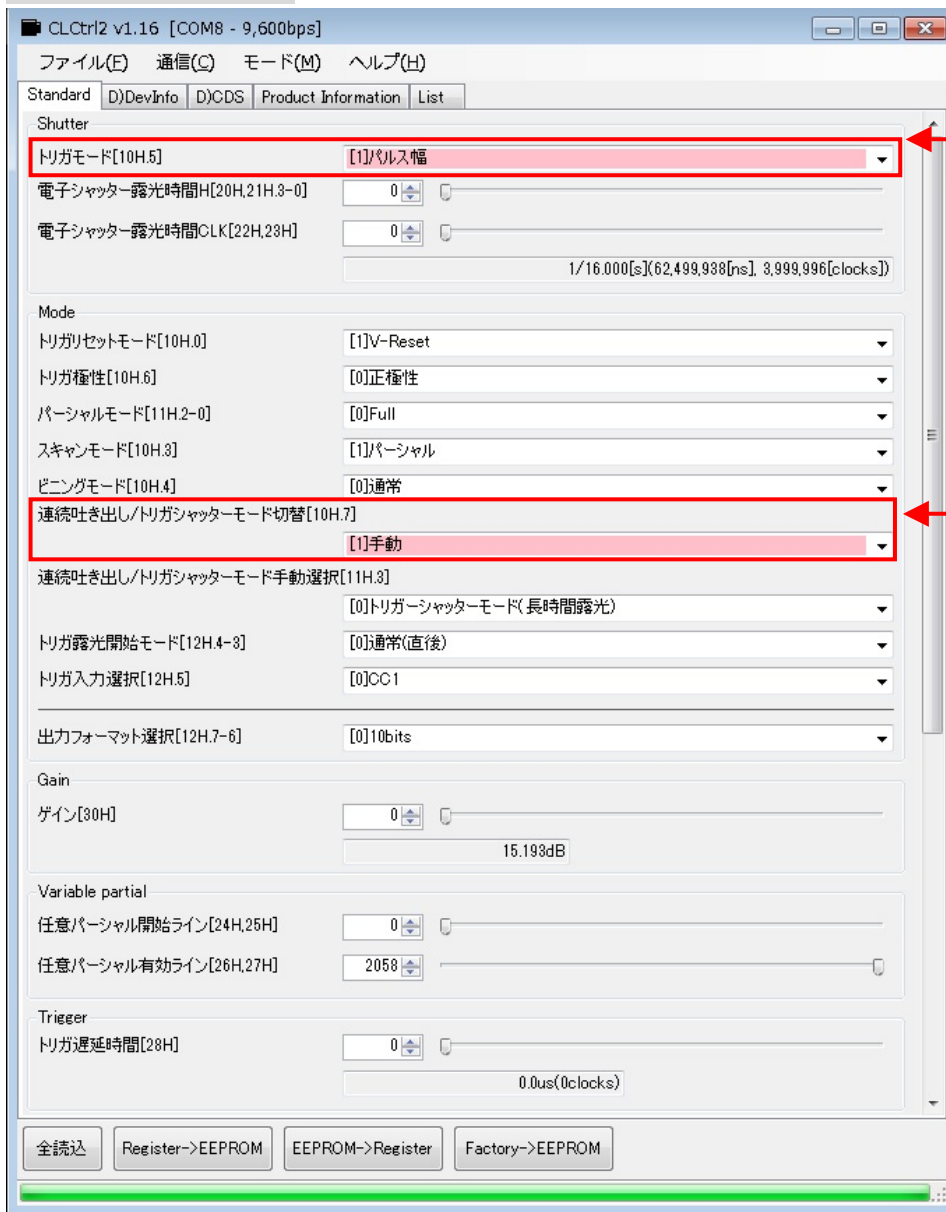 CLCtrl2 v1.16 [COM8 - 9,600bps]
ファイル(F) 通信(C) モード(M) ヘルプ(H)
Standard D)DevInfo D)CDS Product Information List
Shutter
トリガモード[10H.5] [1]パルス幅
電子シャッター露光時間H[20H,21H.3-0] 0
電子シャッター露光時間CLK[22H,23H] 0
1/16.000[s](62,499,938[ns], 3,999,996[clocks])
Mode
トリガリセットモード[10H.0] [1]V-Reset
トリガ極性[10H.6] [0]正極性
パーシャルモード[11H.2-0] [0]Full
スキャンモード[10H.3] [1]パーシャル
ビニングモード[10H.4] [0]通常
連続吐き出し/トリガシャッターモード切替[10H.7]
[1]手動
連続吐き出し/トリガシャッターモード手動選択[11H.3]
[0]トリガーシャッターモード(長時間露光)
トリガ露光開始モード[12H.4-3] [0]通常(直後)
トリガ入力選択[12H.5] [0]CC1
出力フォーマット選択[12H.7-6] [0]10bits
Gain
ゲイン[30H] 0
15.193dB
Variable partial
任意パーシャル開始ライン[24H,25H] 0
任意パーシャル有効ライン[26H,27H] 2058
Trigger
トリガ遅延時間[28H] 0
0.0us(0clocks)
全読込 Register->EEPROM EEPROM->Register Factory->EEPROM